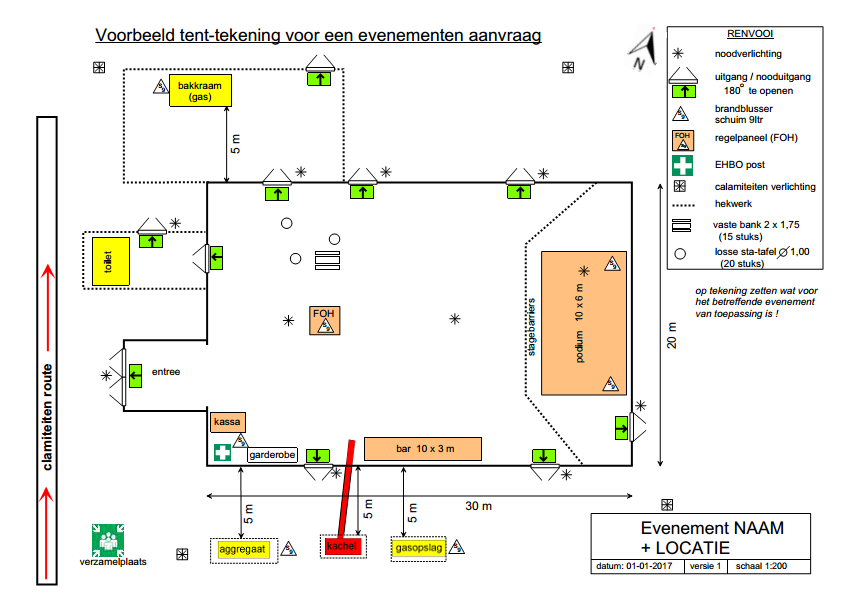 Voorbeeld tent-tekening voor een evenementen aanvraag
N
RENVOOI
noodverlichting
uitgang / nooduitgang
180° te openen
brandblusser
schuim 9ltr
FOH
regelpaneel (FOH)
EHBO post
calamiteiten verlichting
hekwerk
vaste bank 2 x 1,75
(15 stuks)
losse sta-tafel ∅ 1,00
(20 stuks)
op tekening zetten wat voor
het betreffende evenement
van toepassing is !
bakkraam
(gas)
5 m
toilet
FOH
stagebarriers
podium 10 x 6 m
20 m
clamiteiten route
entree
kassa
garderobe
bar 10 x 3 m
30 m
5 m
5 m
5 m
aggregaat
kachel
gasopslag
verzamelplaats
Evenement NAAM
+ LOCATIE
datum: 01-01-2017 versie 1 schaal 1:200